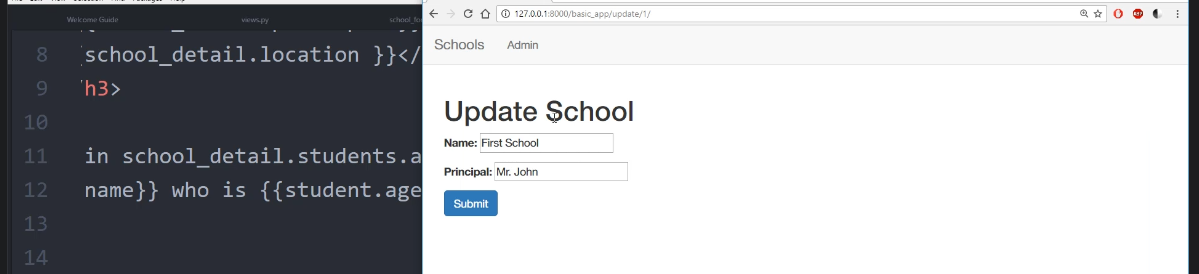 Welcome Guide views.py
8 school_detail.location }}</
9 h3>
10
11 in school_detail.students.a
12 name}} who is {{student.age
13
14
127.0.0.1:8000/basic_app/update/1/
Schools Admin
Update School
Name: First School
Principal: Mr. John
Submit